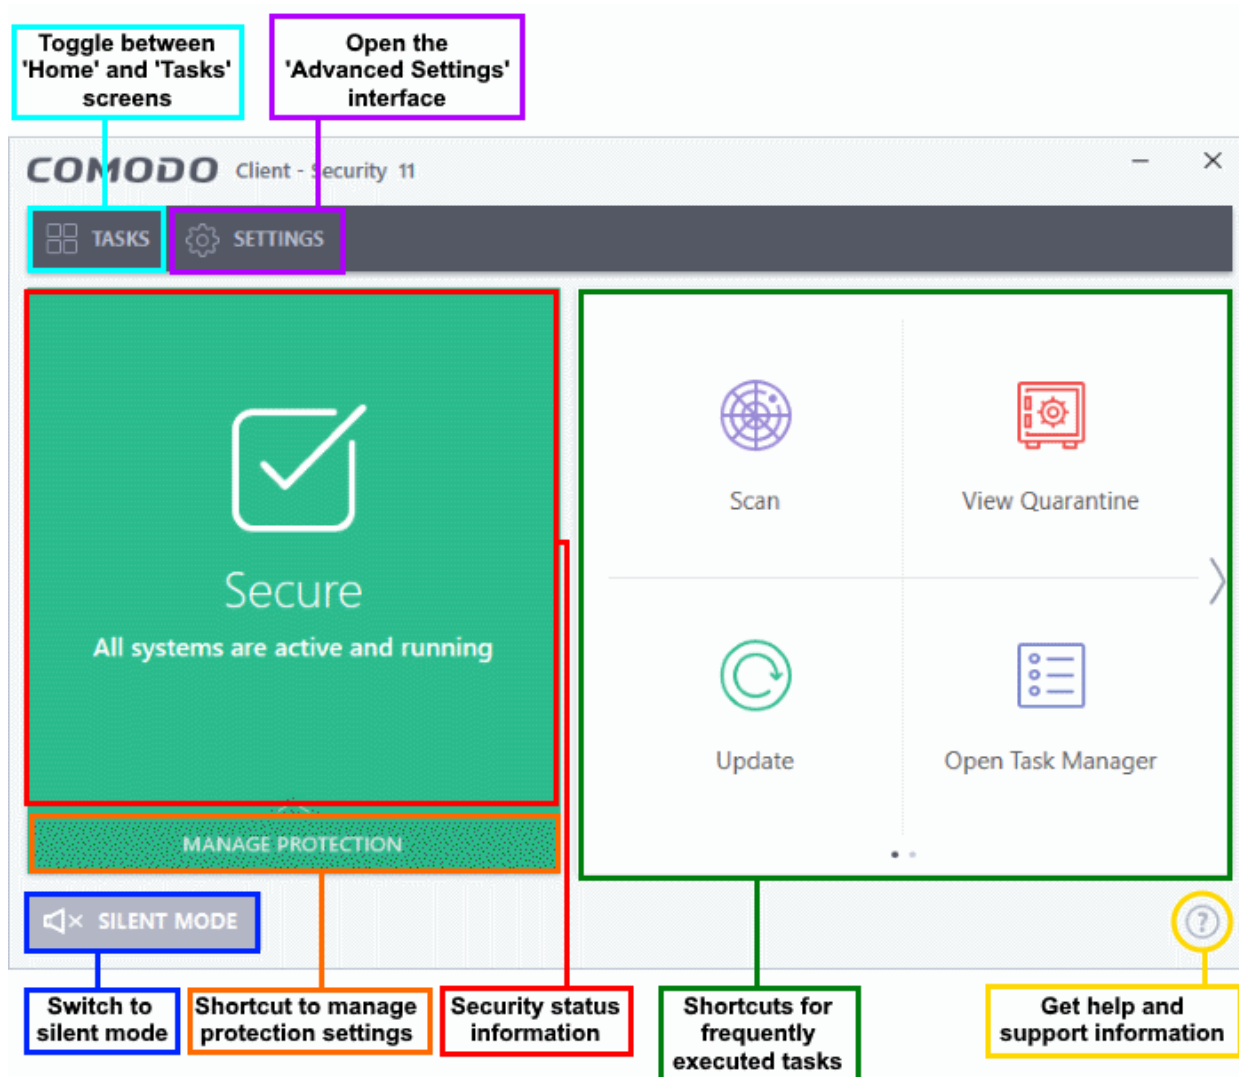 Toggle between
'Home' and 'Tasks'
screens
Open the
'Advanced Settings'
interface
COMODO Client - Security 11
TASKS
SETTINGS
Secure
All systems are active and running
MANAGE PROTECTION
Scan
View Quarantine
Update
Open Task Manager
SILENT MODE
?
Switch to
silent mode
Shortcut to manage
protection settings
Security status
information
Shortcuts for
frequently
executed tasks
Get help and
support information